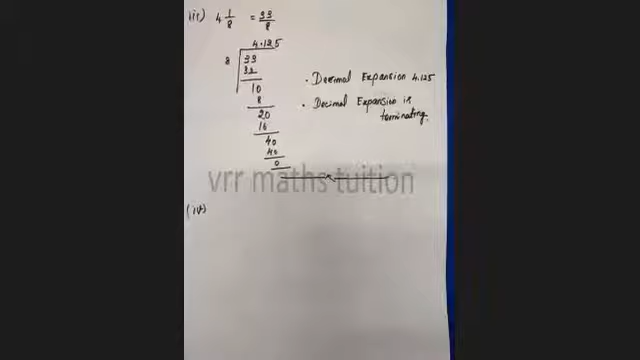 iii) 4 1/8 = 33/8
4.125
8 33
32
10
8
20
16
40
40
0
. Decimal Expansion 4.125
. Decimal Expansion is
terminating.
vrr maths tuition
(iv)